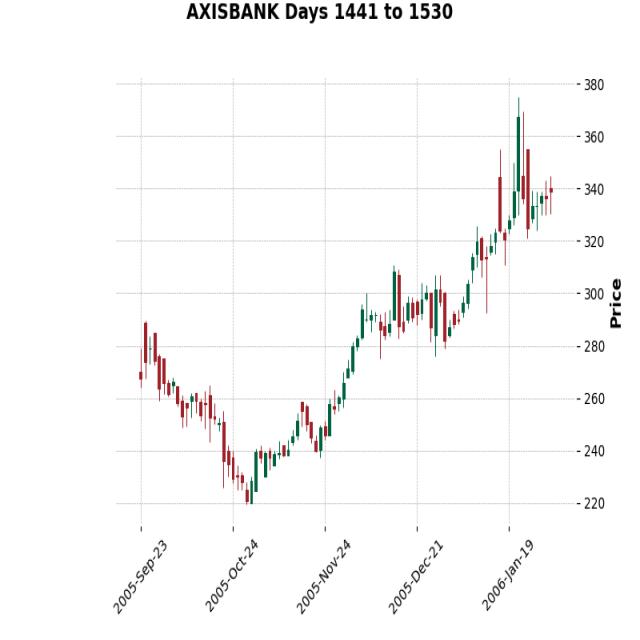 AXISBANK Days 1441 to 1530
380
360
340
320
300
280
260
240
220
Price
2005-Sep-23
2005-Oct-24
2005-Nov-24
2005-Dec-21
2006-Jan-19